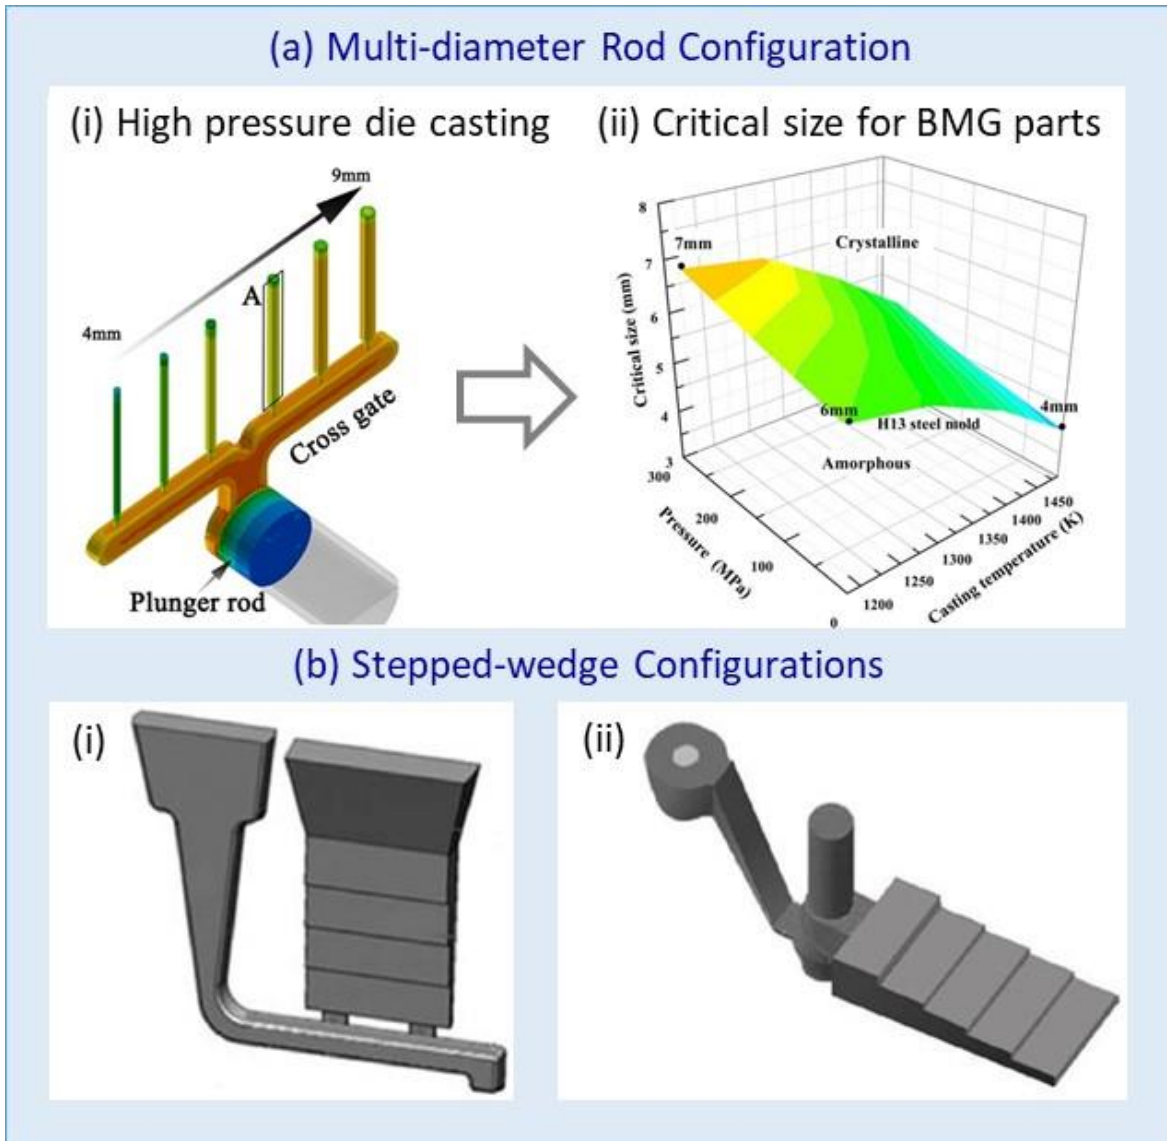 (a) Multi-diameter Rod Configuration
(i) High pressure die casting
(ii) Critical size for BMG parts
9mm
A
4mm
Cross gate
Plunger rod
8
7
6
5
4
3
Critical size (mm)
7mm
Crystalline
6mm
H13 steel mold
4mm
Amorphous
300
200
100
0
Pressure (MPa)
1200
1250
1300
1350
1400
1450
Casting temperature (K)
(b) Stepped-wedge Configurations
(i)
(ii)